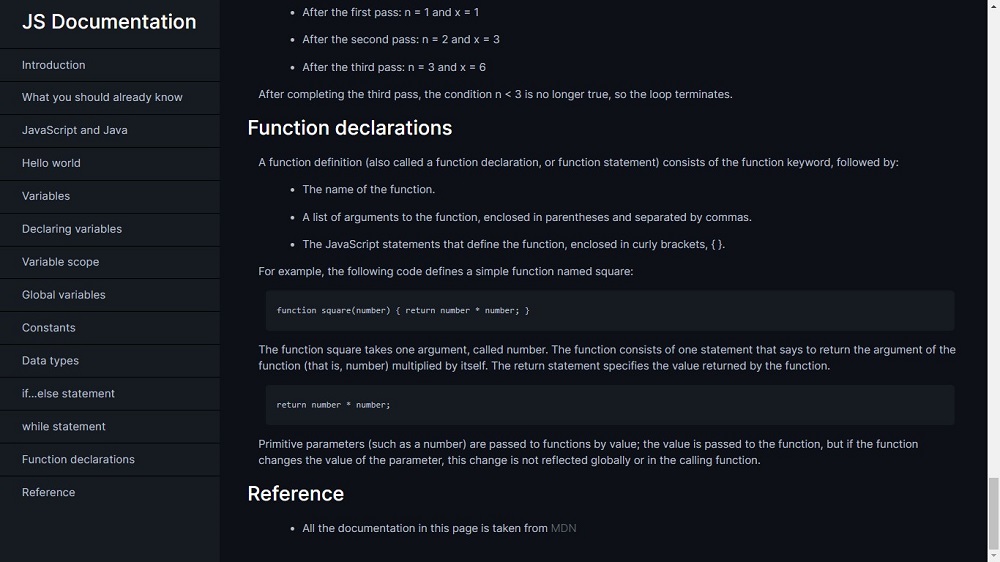 JS Documentation
Introduction
What you should already know
JavaScript and Java
Hello world
Variables
Declaring variables
Variable scope
Global variables
Constants
Data types
if...else statement
while statement
Function declarations
Reference
• After the first pass: n = 1 and x = 1
• After the second pass: n = 2 and x = 3
• After the third pass: n = 3 and x = 6
After completing the third pass, the condition n < 3 is no longer true, so the loop terminates.
Function declarations
A function definition (also called a function declaration, or function statement) consists of the function keyword, followed by:
• The name of the function.
• A list of arguments to the function, enclosed in parentheses and separated by commas.
• The JavaScript statements that define the function, enclosed in curly brackets, { }.
For example, the following code defines a simple function named square:
function square(number) { return number * number; }
The function square takes one argument, called number. The function consists of one statement that says to return the argument of the
function (that is, number) multiplied by itself. The return statement specifies the value returned by the function.
return number * number;
Primitive parameters (such as a number) are passed to functions by value; the value is passed to the function, but if the function
changes the value of the parameter, this change is not reflected globally or in the calling function.
Reference
• All the documentation in this page is taken from MDN